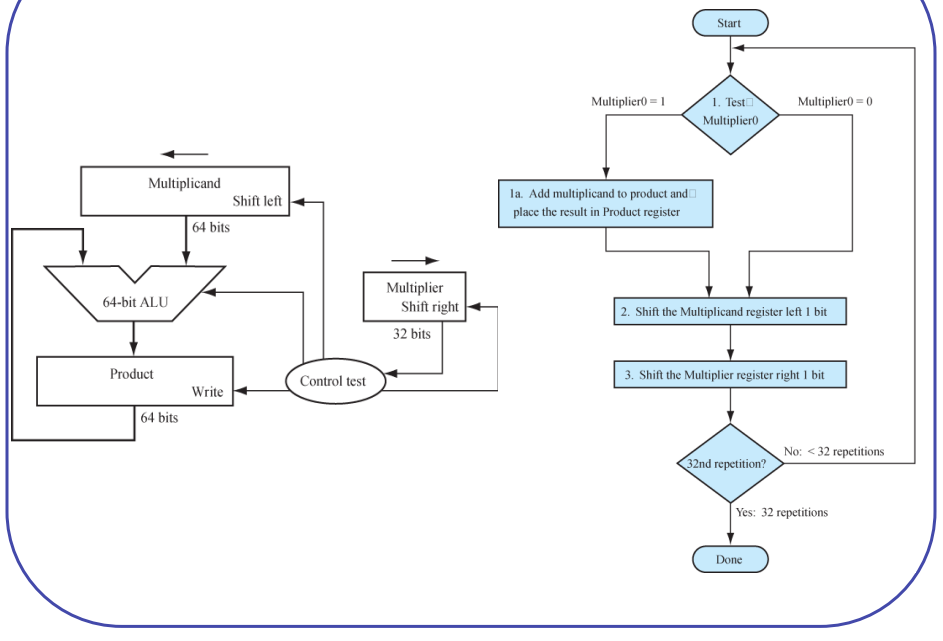 Multiplicand
Shift left
64 bits
64-bit ALU
Product
Write
64 bits
Multiplier
Shift right
32 bits
Control test
Start
Multiplier0 = 1
1. Test□
Multiplier0
Multiplier0 = 0
1a. Add multiplicand to product and□
place the result in Product register
2. Shift the Multiplicand register left 1 bit
3. Shift the Multiplier register right 1 bit
32nd repetition?
No: < 32 repetitions
Yes: 32 repetitions
Done